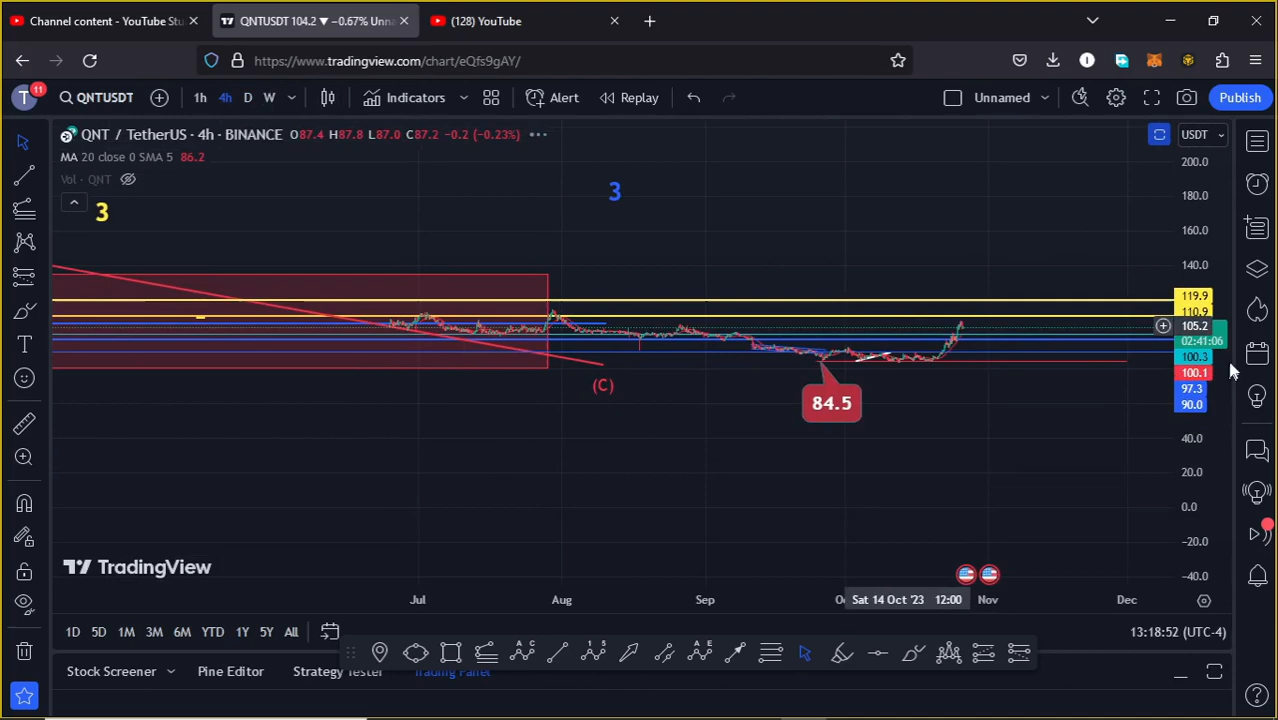 Channel content - YouTube Stu
QNTUSDT 104.2 ▼ −0.67% Unna
(128) YouTube
https://www.tradingview.com/chart/eQfs9gAY/
T
11
QNTUSDT
1h
4h
D
W
Indicators
Alert
Replay
Unnamed
Publish
QNT / TetherUS · 4h · BINANCE O87.4 H87.8 L87.0 C87.2 −0.2 (−0.23%)
USDT
MA 20 close 0 SMA 5 86.2
Vol · QNT
3
3
200.0
180.0
160.0
140.0
119.9
110.9
105.2
02:41:06
100.3
100.1
97.3
90.0
40.0
20.0
0.0
−20.0
−40.0
(C)
84.5
TradingView
Jul
Aug
Sep
Sat 14 Oct '23 12:00
Nov
Dec
1D
5D
1M
3M
6M
YTD
1Y
5Y
All
13:18:52 (UTC-4)
Stock Screener
Pine Editor
Strategy Tester
Trading Panel